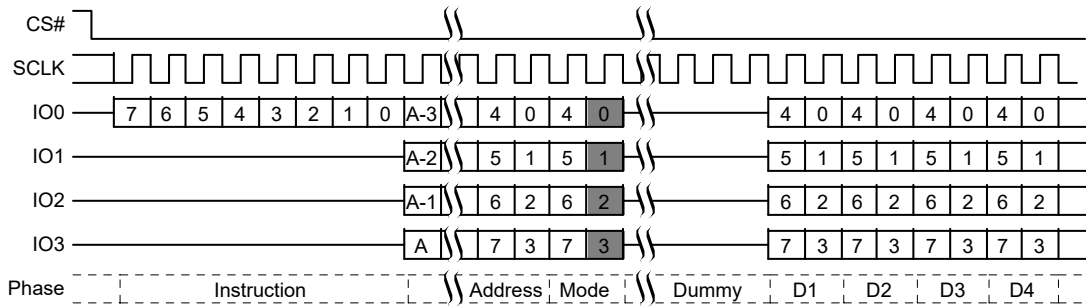 CS#
SCLK
IO0 7 6 5 4 3 2 1 0 A-3 4 0 4 0 4 0 4 0 4 0 4 0
IO1 A-2 5 1 5 1 5 1 5 1 5 1 5 1
IO2 A-1 6 2 6 2 6 2 6 2 6 2 6 2
IO3 A 7 3 7 3 7 3 7 3 7 3 7 3
Phase Instruction Address Mode Dummy D1 D2 D3 D4